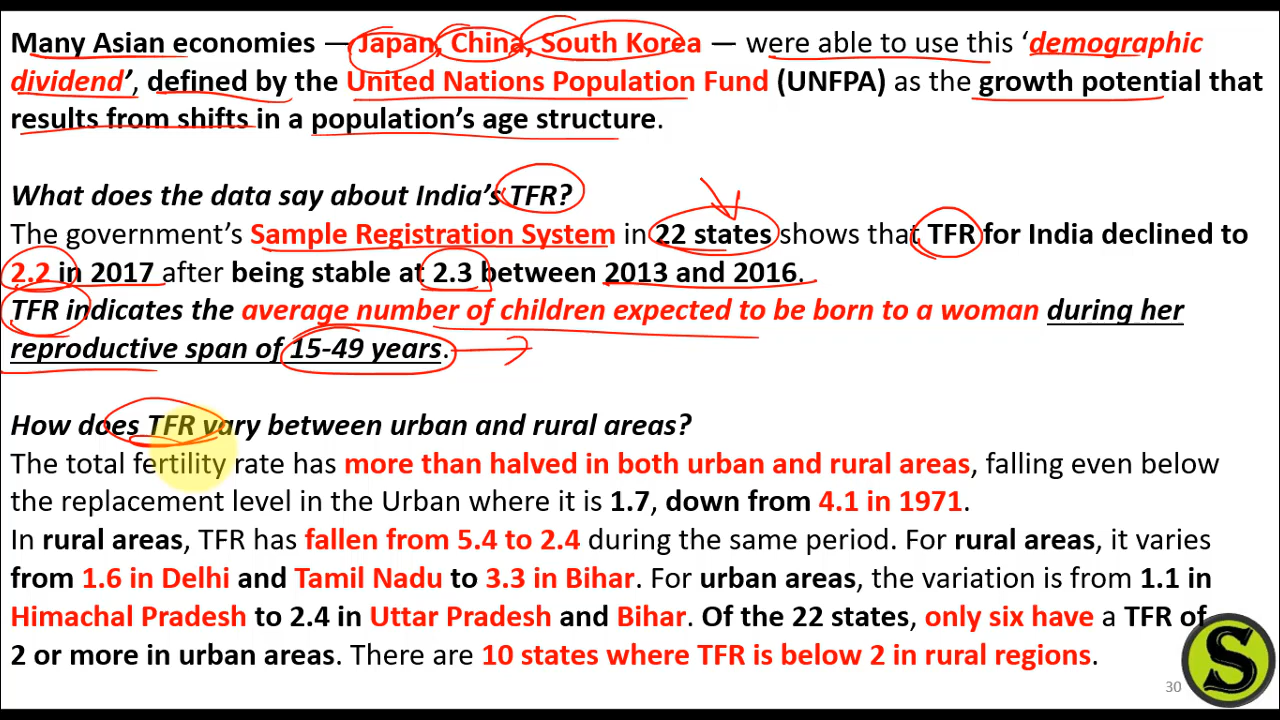 Many Asian economies — Japan, China, South Korea — were able to use this ‘demographic
dividend’, defined by the United Nations Population Fund (UNFPA) as the growth potential that
results from shifts in a population’s age structure.
What does the data say about India’s TFR?
The government’s Sample Registration System in 22 states shows that TFR for India declined to
2.2 in 2017 after being stable at 2.3 between 2013 and 2016.
TFR indicates the average number of children expected to be born to a woman during her
reproductive span of 15-49 years.
How does TFR vary between urban and rural areas?
The total fertility rate has more than halved in both urban and rural areas, falling even below
the replacement level in the Urban where it is 1.7, down from 4.1 in 1971.
In rural areas, TFR has fallen from 5.4 to 2.4 during the same period. For rural areas, it varies
from 1.6 in Delhi and Tamil Nadu to 3.3 in Bihar. For urban areas, the variation is from 1.1 in
Himachal Pradesh to 2.4 in Uttar Pradesh and Bihar. Of the 22 states, only six have a TFR of
2 or more in urban areas. There are 10 states where TFR is below 2 in rural regions.
30
S